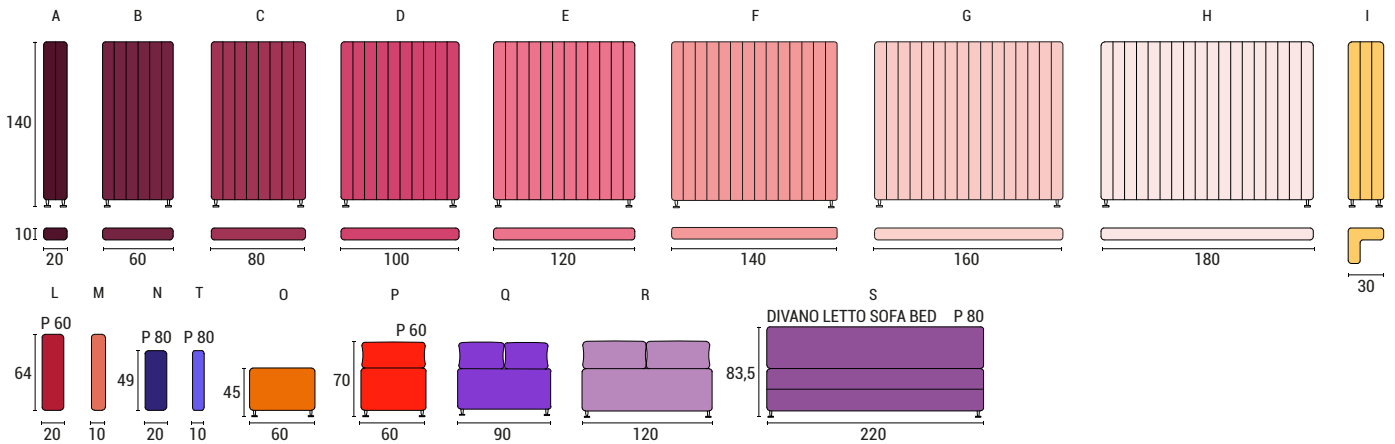 A B C D E F G H I
140
10
20 60 80 100 120 140 160 180 30
L M N T O P Q R S
P 60 P 80 P 80 P 60 DIVANO LETTO SOFA BED P 80
64 49 45 70 83,5
20 10 20 10 60 60 90 120 220